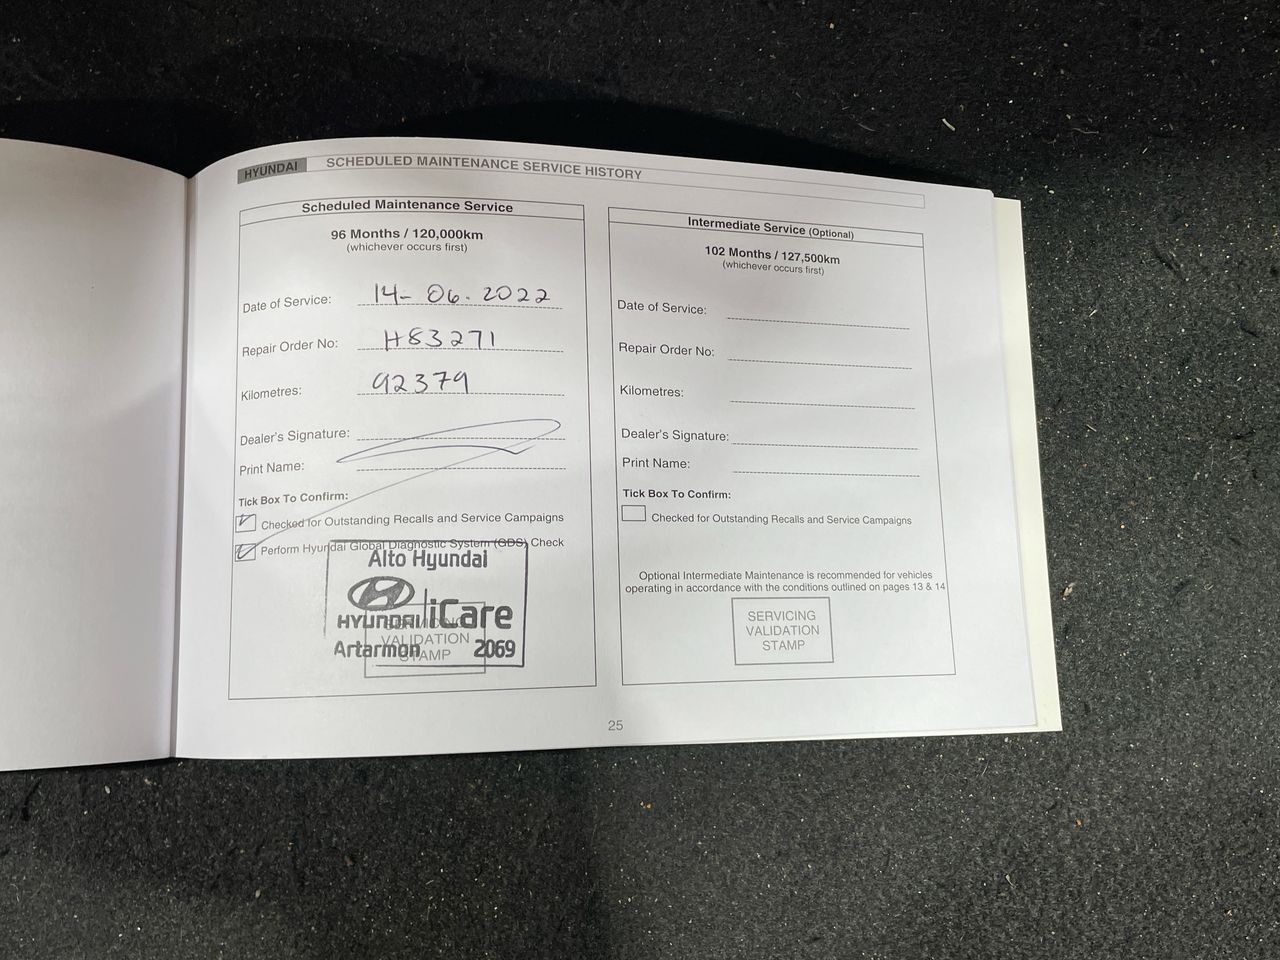 HYUNDAI SCHEDULED MAINTENANCE SERVICE HISTORY
Scheduled Maintenance Service
96 Months / 120,000km
(whichever occurs first)
Date of Service: 14-06.2022
Repair Order No: H83271
Kilometres: 92379
Dealer's Signature:
Print Name:
Tick Box To Confirm:
Checked for Outstanding Recalls and Service Campaigns
Perform Hyundai Global Diagnostic System (GDS) Check
Alto Hyundai
HYUNDAI iCare
Artarmon 2069
SERVICING
VALIDATION
STAMP
Intermediate Service (Optional)
102 Months / 127,500km
(whichever occurs first)
Date of Service:
Repair Order No:
Kilometres:
Dealer's Signature:
Print Name:
Tick Box To Confirm:
Checked for Outstanding Recalls and Service Campaigns
Optional Intermediate Maintenance is recommended for vehicles
operating in accordance with the conditions outlined on pages 13 & 14
SERVICING
VALIDATION
STAMP
25